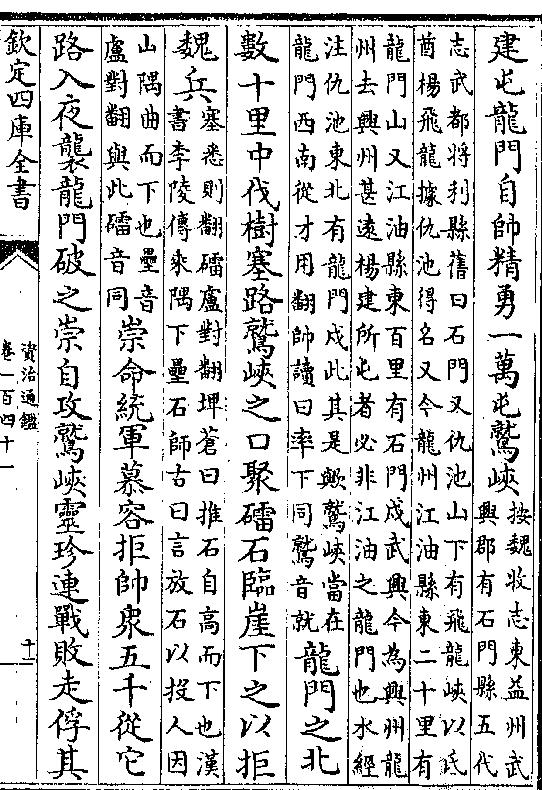 建屯龍門自帥精勇一萬屯鷲峽
按魏收志東益州武
興郡有石門縣五代
志武都將利縣舊曰石門又仇池山下有飛龍峽以氐
酋楊飛龍據仇池得名又今龍州江油縣東二十里有
龍門山又江油縣東百里有石門戍武興今為興州龍
州去興州甚遠楊建所屯者必非江油之龍門也水經
注仇池東北有龍門戍此其是歟鷲峽當在
龍門西南從才用翻帥讀曰率下同鷲音就
龍門之北
數十里中伐樹塞路鷲峽之口聚礌石臨崖下之以拒
魏兵
塞悉則翻礌盧對翻埤蒼曰推石自高而下也漢
書李陵傳乘隅下壘石師古曰言放石以投人因
山隅曲而下也壘音
盧對翻與此礌音同
崇命統軍慕容拒帥衆五千從它
路入夜襲龍門破之崇自攻鷲峽靈珍連戰敗走俘其
欽定四庫全書
資治通鑑
卷一百四十一
十一